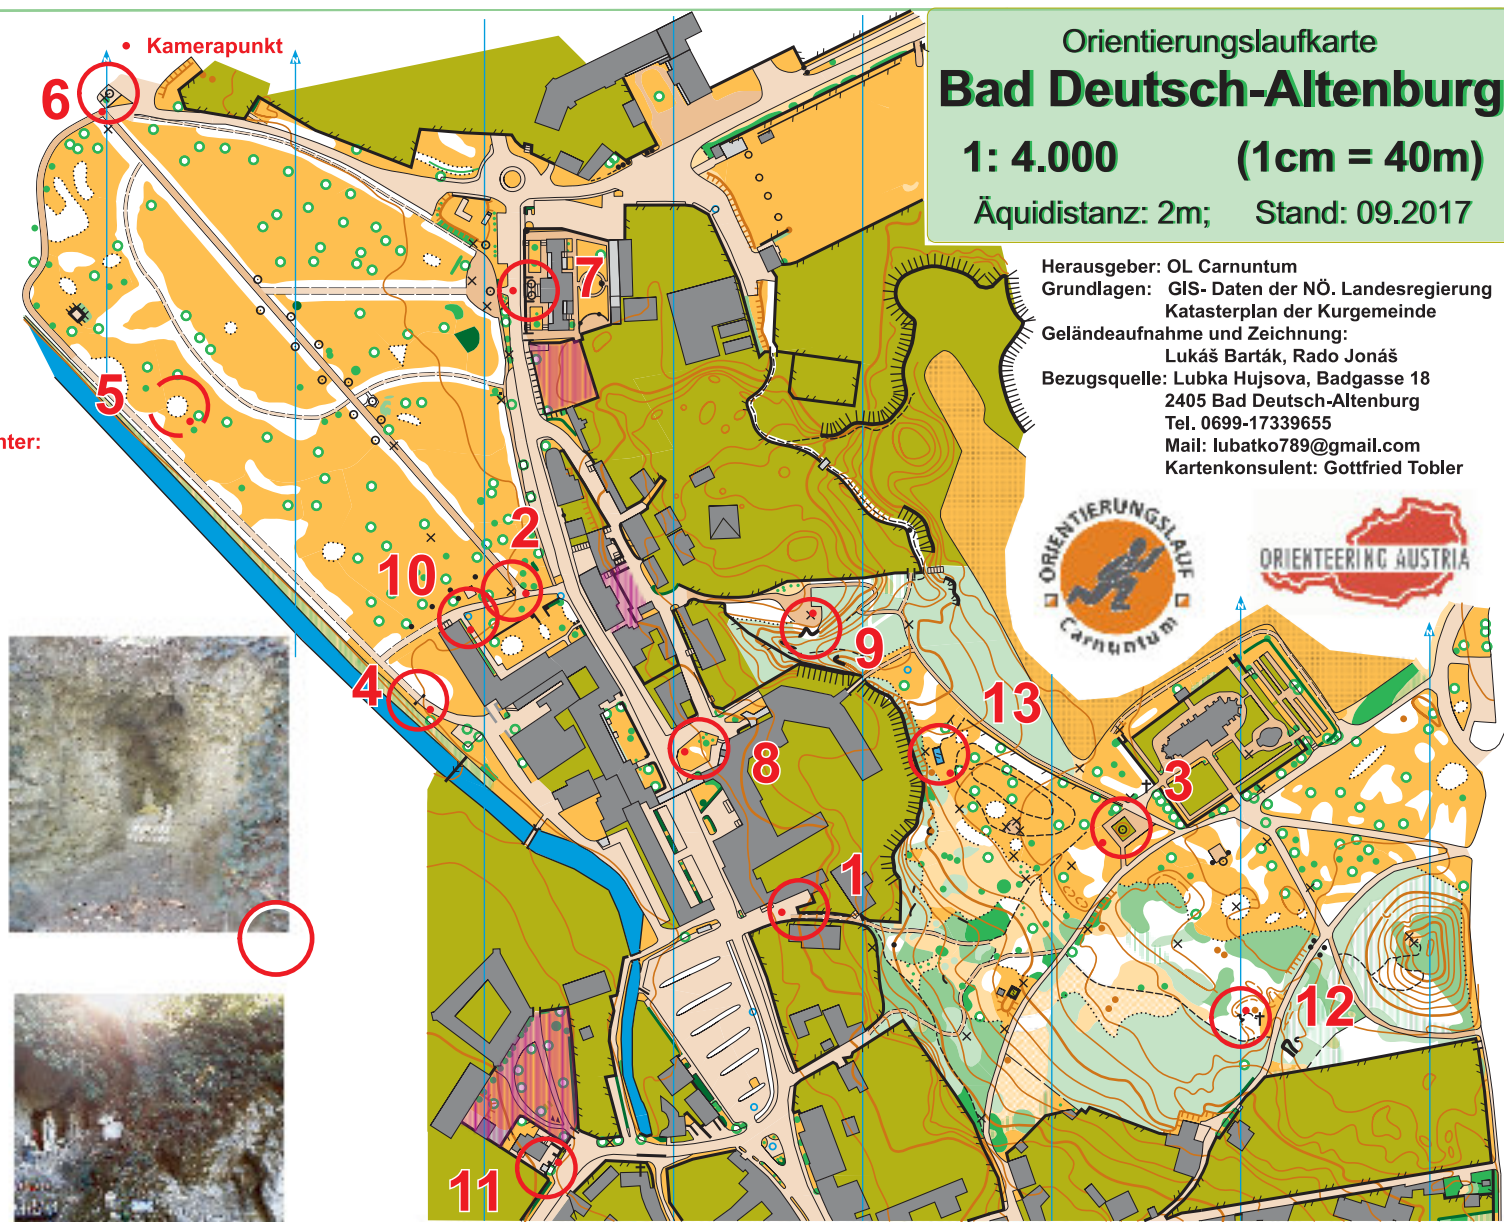 Kamerapunkt
Orientierungslaufkarte
Bad Deutsch-Altenburg
1: 4.000 (1cm = 40m)
Äquidistanz: 2m; Stand: 09.2017
Herausgeber: OL Carnuntum
Grundlagen: GIS- Daten der NÖ. Landesregierung
Katasterplan der Kurgemeinde
Geländeaufnahme und Zeichnung:
Lukáš Barták, Rado Jonáš
Bezugsquelle: Lubka Hujsova, Badgasse 18
2405 Bad Deutsch-Altenburg
Tel. 0699-17339655
Mail: lubatko789@gmail.com
Kartenkonsulent: Gottfried Tobler
ORIENTIERUNGSLAUF
Carnuntum
ORIENTEERING AUSTRIA
6
7
5
nter:
2
10
9
4
13
8
3
1
12
11